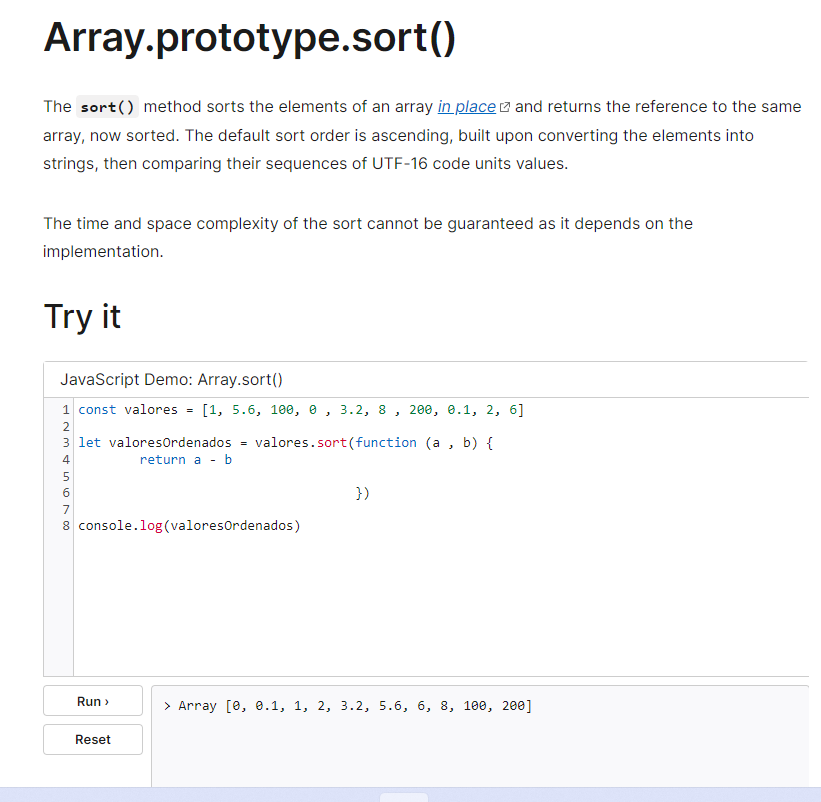 Array.prototype.sort()
The sort() method sorts the elements of an array in place and returns the reference to the same
array, now sorted. The default sort order is ascending, built upon converting the elements into
strings, then comparing their sequences of UTF-16 code units values.
The time and space complexity of the sort cannot be guaranteed as it depends on the
implementation.
Try it
JavaScript Demo: Array.sort()
1 const valores = [1, 5.6, 100, 0 , 3.2, 8 , 200, 0.1, 2, 6]
2
3 let valoresOrdenados = valores.sort(function (a , b) {
4         return a - b
5
6                                     })
7
8 console.log(valoresOrdenados)
Run ›
> Array [0, 0.1, 1, 2, 3.2, 5.6, 6, 8, 100, 200]
Reset